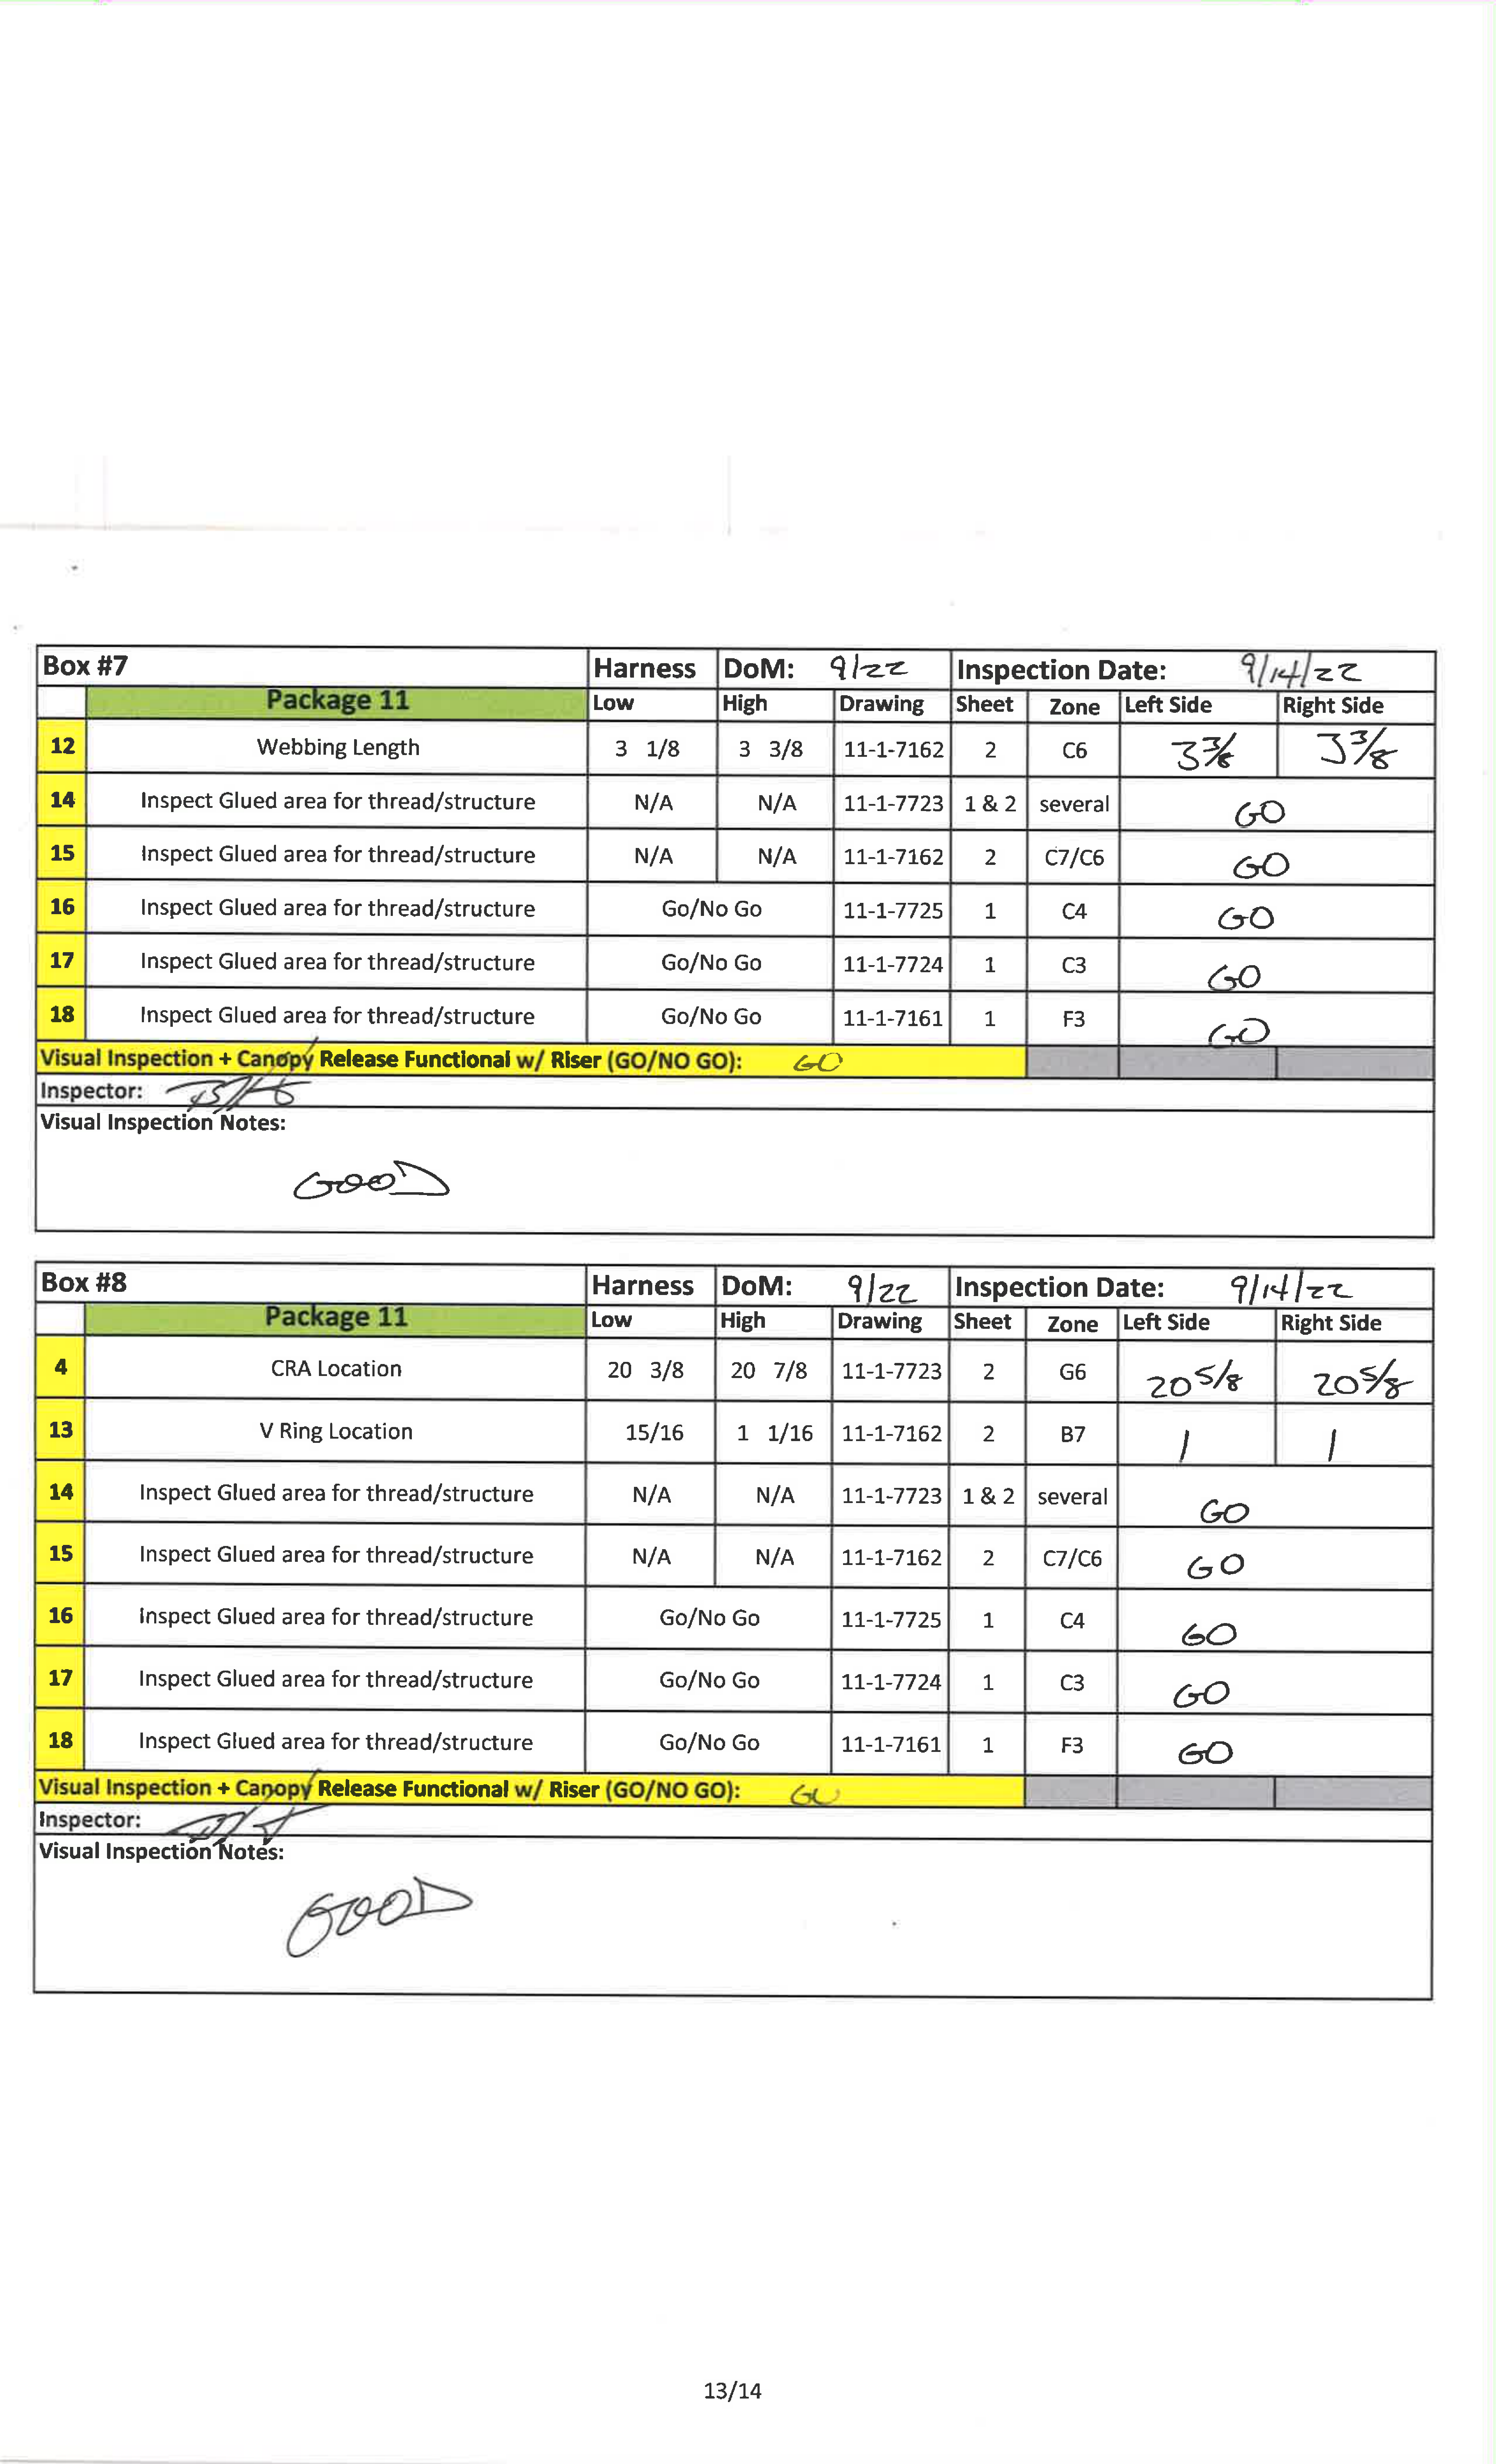 Box #7 Harness DoM: 9/22 Inspection Date: 9/14/22
Package 11 Low High Drawing Sheet Zone Left Side Right Side
12 Webbing Length 3 1/8 3 3/8 11-1-7162 2 C6 3 3/8 3 3/8
14 Inspect Glued area for thread/structure N/A N/A 11-1-7723 1 & 2 several GO
15 Inspect Glued area for thread/structure N/A N/A 11-1-7162 2 C7/C6 GO
16 Inspect Glued area for thread/structure Go/No Go 11-1-7725 1 C4 GO
17 Inspect Glued area for thread/structure Go/No Go 11-1-7724 1 C3 GO
18 Inspect Glued area for thread/structure Go/No Go 11-1-7161 1 F3 GO
Visual Inspection + Canopy Release Functional w/ Riser (GO/NO GO): GO
Inspector:
Visual Inspection Notes:
GOOD
Box #8 Harness DoM: 9/22 Inspection Date: 9/14/22
Package 11 Low High Drawing Sheet Zone Left Side Right Side
4 CRA Location 20 3/8 20 7/8 11-1-7723 2 G6 20 5/8 20 5/8
13 V Ring Location 15/16 1 1/16 11-1-7162 2 B7 1 1
14 Inspect Glued area for thread/structure N/A N/A 11-1-7723 1 & 2 several GO
15 Inspect Glued area for thread/structure N/A N/A 11-1-7162 2 C7/C6 GO
16 Inspect Glued area for thread/structure Go/No Go 11-1-7725 1 C4 GO
17 Inspect Glued area for thread/structure Go/No Go 11-1-7724 1 C3 GO
18 Inspect Glued area for thread/structure Go/No Go 11-1-7161 1 F3 GO
Visual Inspection + Canopy Release Functional w/ Riser (GO/NO GO): GO
Inspector:
Visual Inspection Notes:
GOOD
13/14